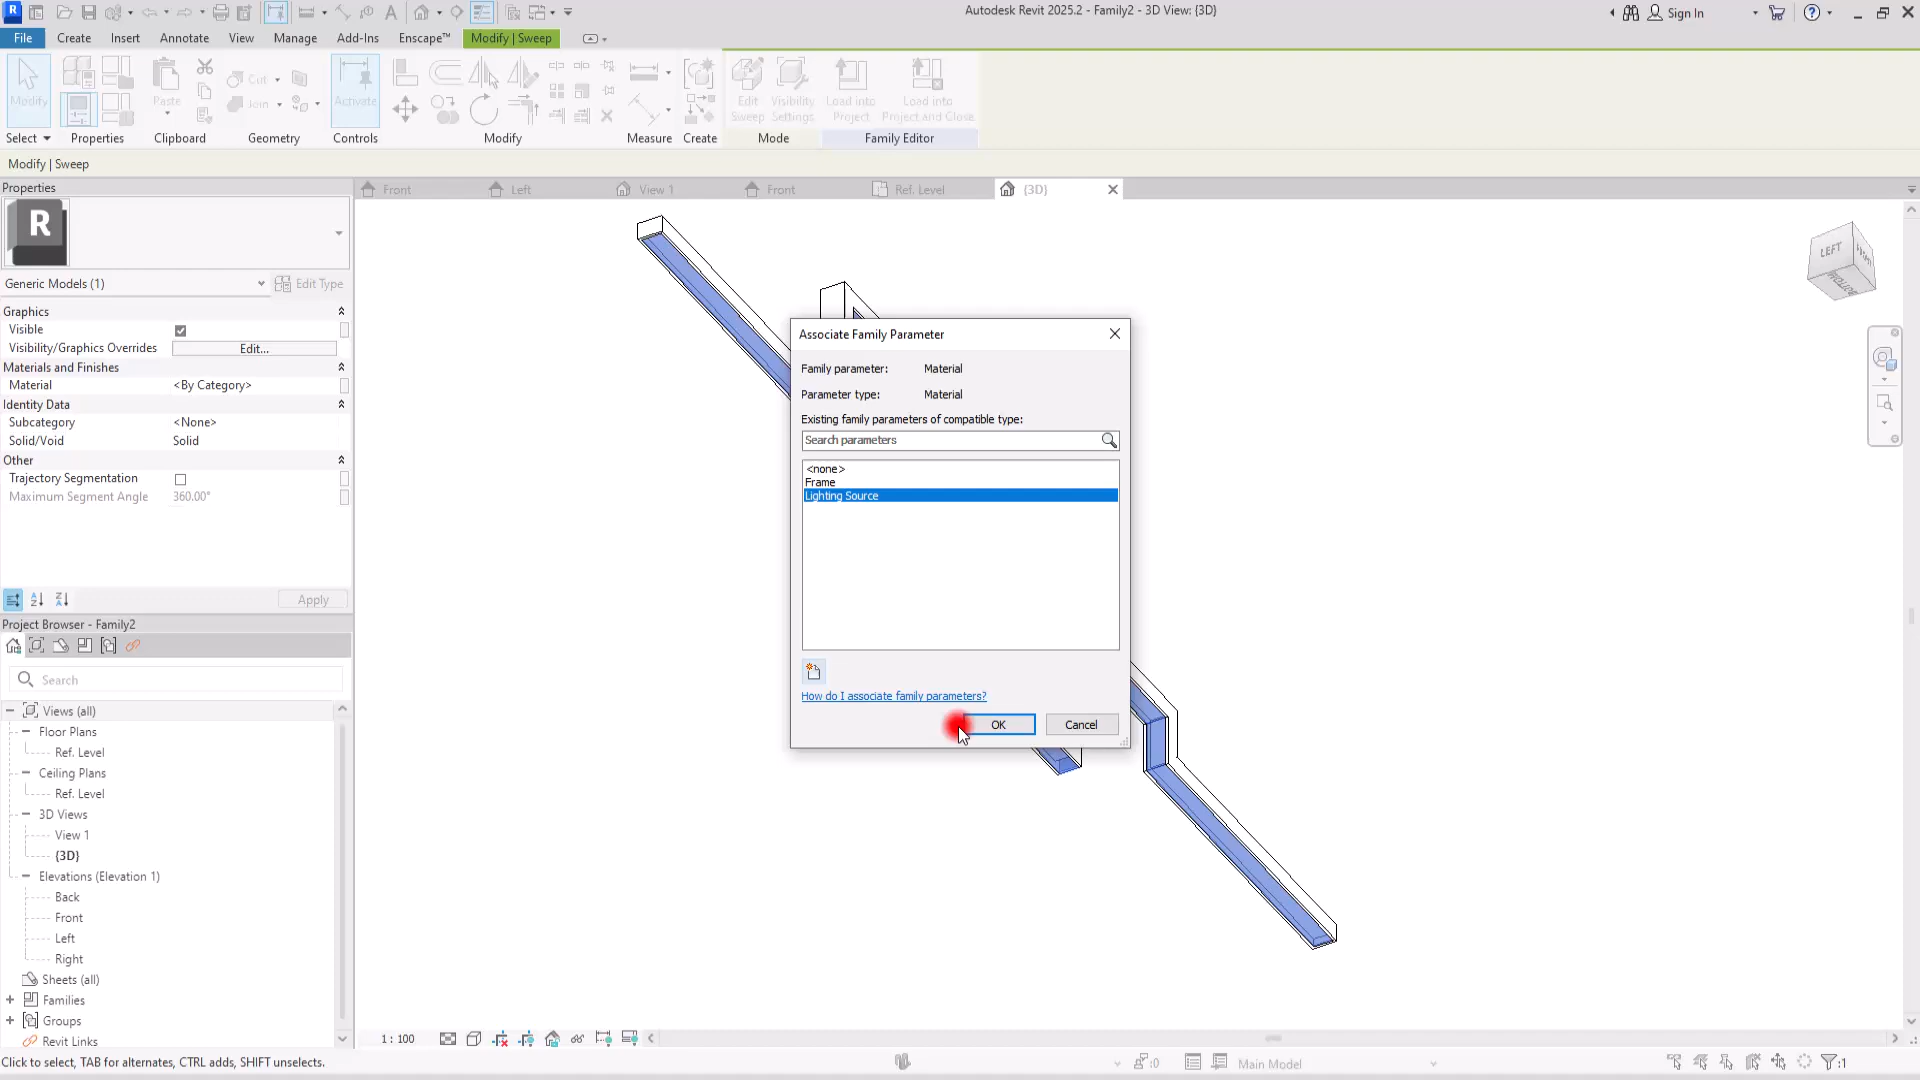 Autodesk Revit 2025.2 - Family2 - 3D View: {3D}
Sign In
File
Create
Insert
Annotate
View
Manage
Add-Ins
Enscape™
Modify | Sweep
Modify
Paste
Cut
Join
Activate
Edit Sweep
Visibility Settings
Load into Project
Load into Project and Close
Select
Properties
Clipboard
Geometry
Controls
Modify
Measure
Create
Mode
Family Editor
Modify | Sweep
Properties
Front
Left
View 1
Front
Ref. Level
{3D}
R
Generic Models (1)
Edit Type
Graphics
Visible
Visibility/Graphics Overrides
Edit...
Materials and Finishes
Material
<By Category>
Identity Data
Subcategory
<None>
Solid/Void
Solid
Other
Trajectory Segmentation
Maximum Segment Angle
360.00°
Apply
Project Browser - Family2
Search
Views (all)
Floor Plans
Ref. Level
Ceiling Plans
Ref. Level
3D Views
View 1
{3D}
Elevations (Elevation 1)
Back
Front
Left
Right
Sheets (all)
Families
Groups
Revit Links
Associate Family Parameter
Family parameter:
Material
Parameter type:
Material
Existing family parameters of compatible type:
Search parameters
<none>
Frame
Lighting Source
How do I associate family parameters?
OK
Cancel
LEFT
BOTTOM
1 : 100
Click to select, TAB for alternates, CTRL adds, SHIFT unselects.
:0
Main Model
:1